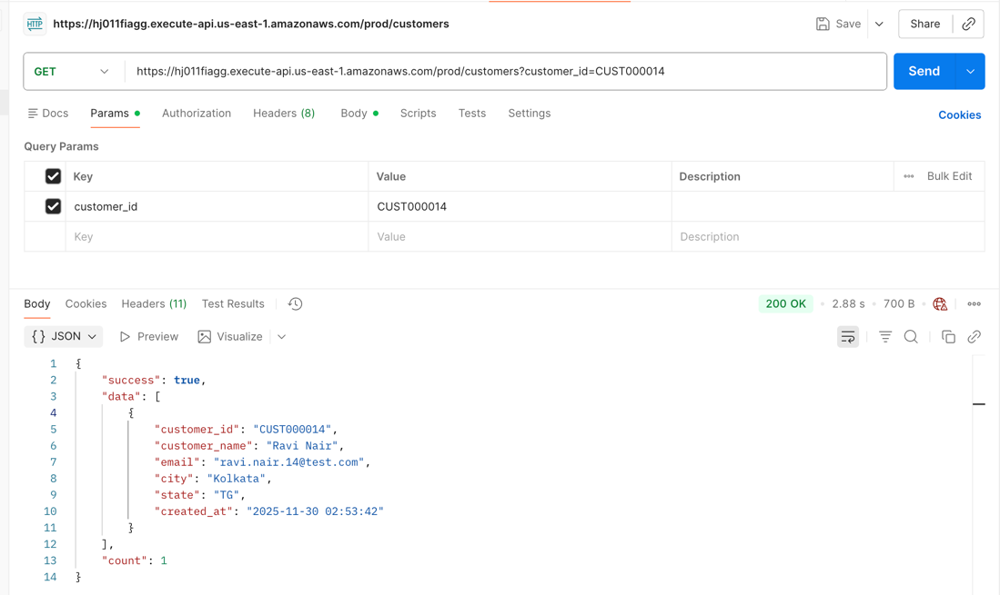 HTTP https://hj011fiagg.execute-api.us-east-1.amazonaws.com/prod/customers Save Share
GET https://hj011fiagg.execute-api.us-east-1.amazonaws.com/prod/customers?customer_id=CUST000014 Send
Docs Params Authorization Headers (8) Body Scripts Tests Settings Cookies
Query Params
Key Value Description Bulk Edit
customer_id CUST000014
Key Value Description
Body Cookies Headers (11) Test Results 200 OK 2.88 s 700 B
{} JSON Preview Visualize
1 {
2 "success": true,
3 "data": [
4 {
5 "customer_id": "CUST000014",
6 "customer_name": "Ravi Nair",
7 "email": "ravi.nair.14@test.com",
8 "city": "Kolkata",
9 "state": "TG",
10 "created_at": "2025-11-30 02:53:42"
11 }
12 ],
13 "count": 1
14 }